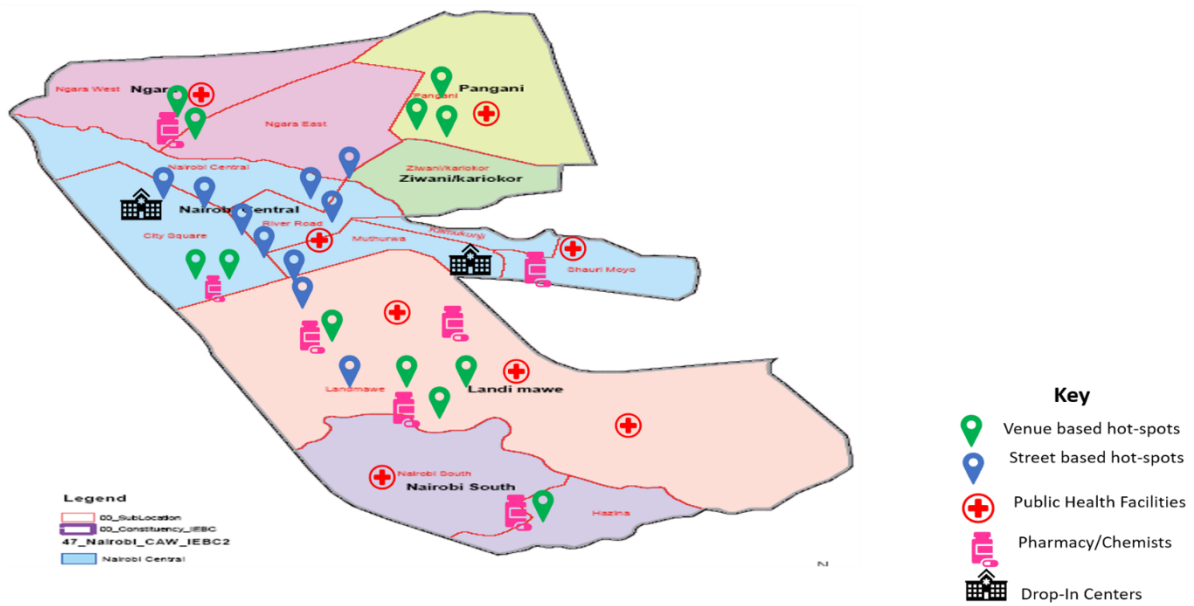 Ngara West
Ngara
Pangani
Pangani
Ngara East
Nairobi Central
Ziwani/kariokor
Ziwani/kariokor
Nairobi Central
River Road
City Square
Muthurwa
Kamukunji
Shauri Moyo
Landimawe
Landi mawe
Nairobi South
Nairobi South
Hazina
Legend
00_SubLocation
00_Constituency_IEBC
47_Nairobi_CAW_IEBC2
Nairobi Central
Key
Venue based hot-spots
Street based hot-spots
Public Health Facilities
Pharmacy/Chemists
Drop-In Centers